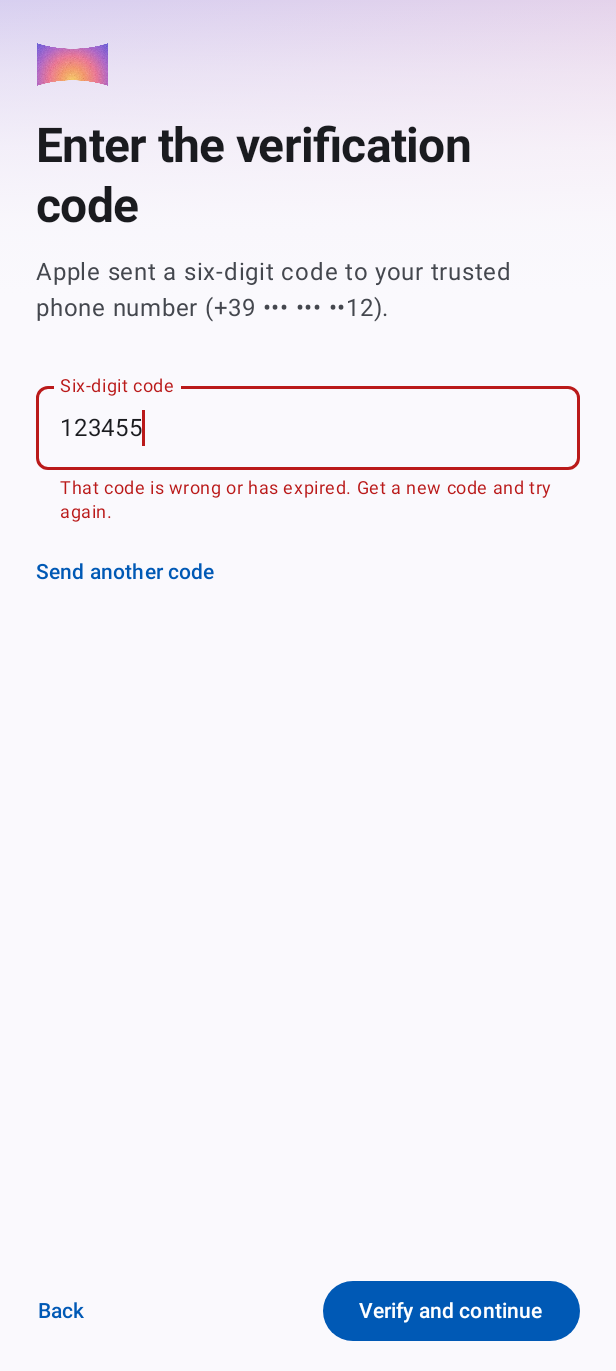 Enter the verification
code
Apple sent a six-digit code to your trusted
phone number (+39 ••• ••• ••12).
Six-digit code
123455
That code is wrong or has expired. Get a new code and try
again.
Send another code
Back
Verify and continue